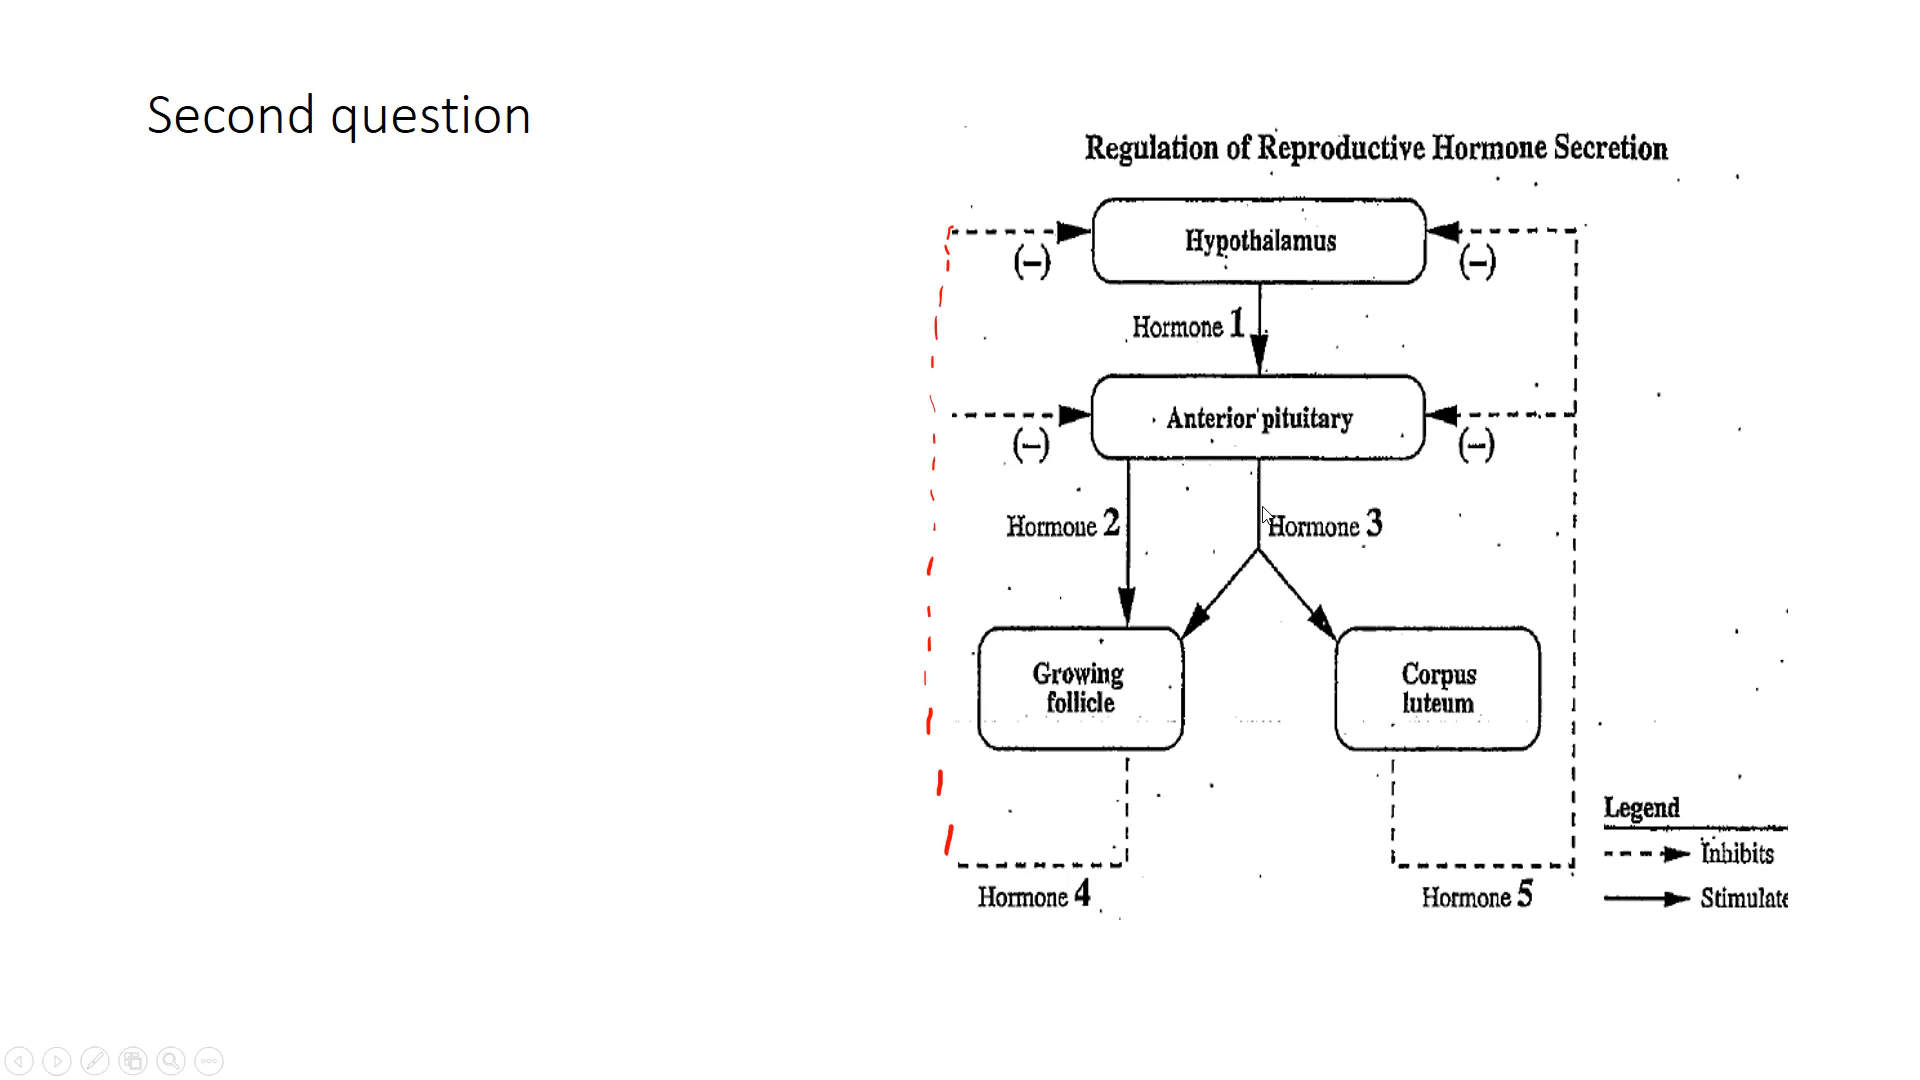 Second question
Regulation of Reproductive Hormone Secretion
Hypothalamus
(−)
(−)
Hormone 1
Anterior pituitary
(−)
(−)
Hormone 2
Hormone 3
Growing
follicle
Corpus
luteum
Legend
Inhibits
Stimulate
Hormone 4
Hormone 5